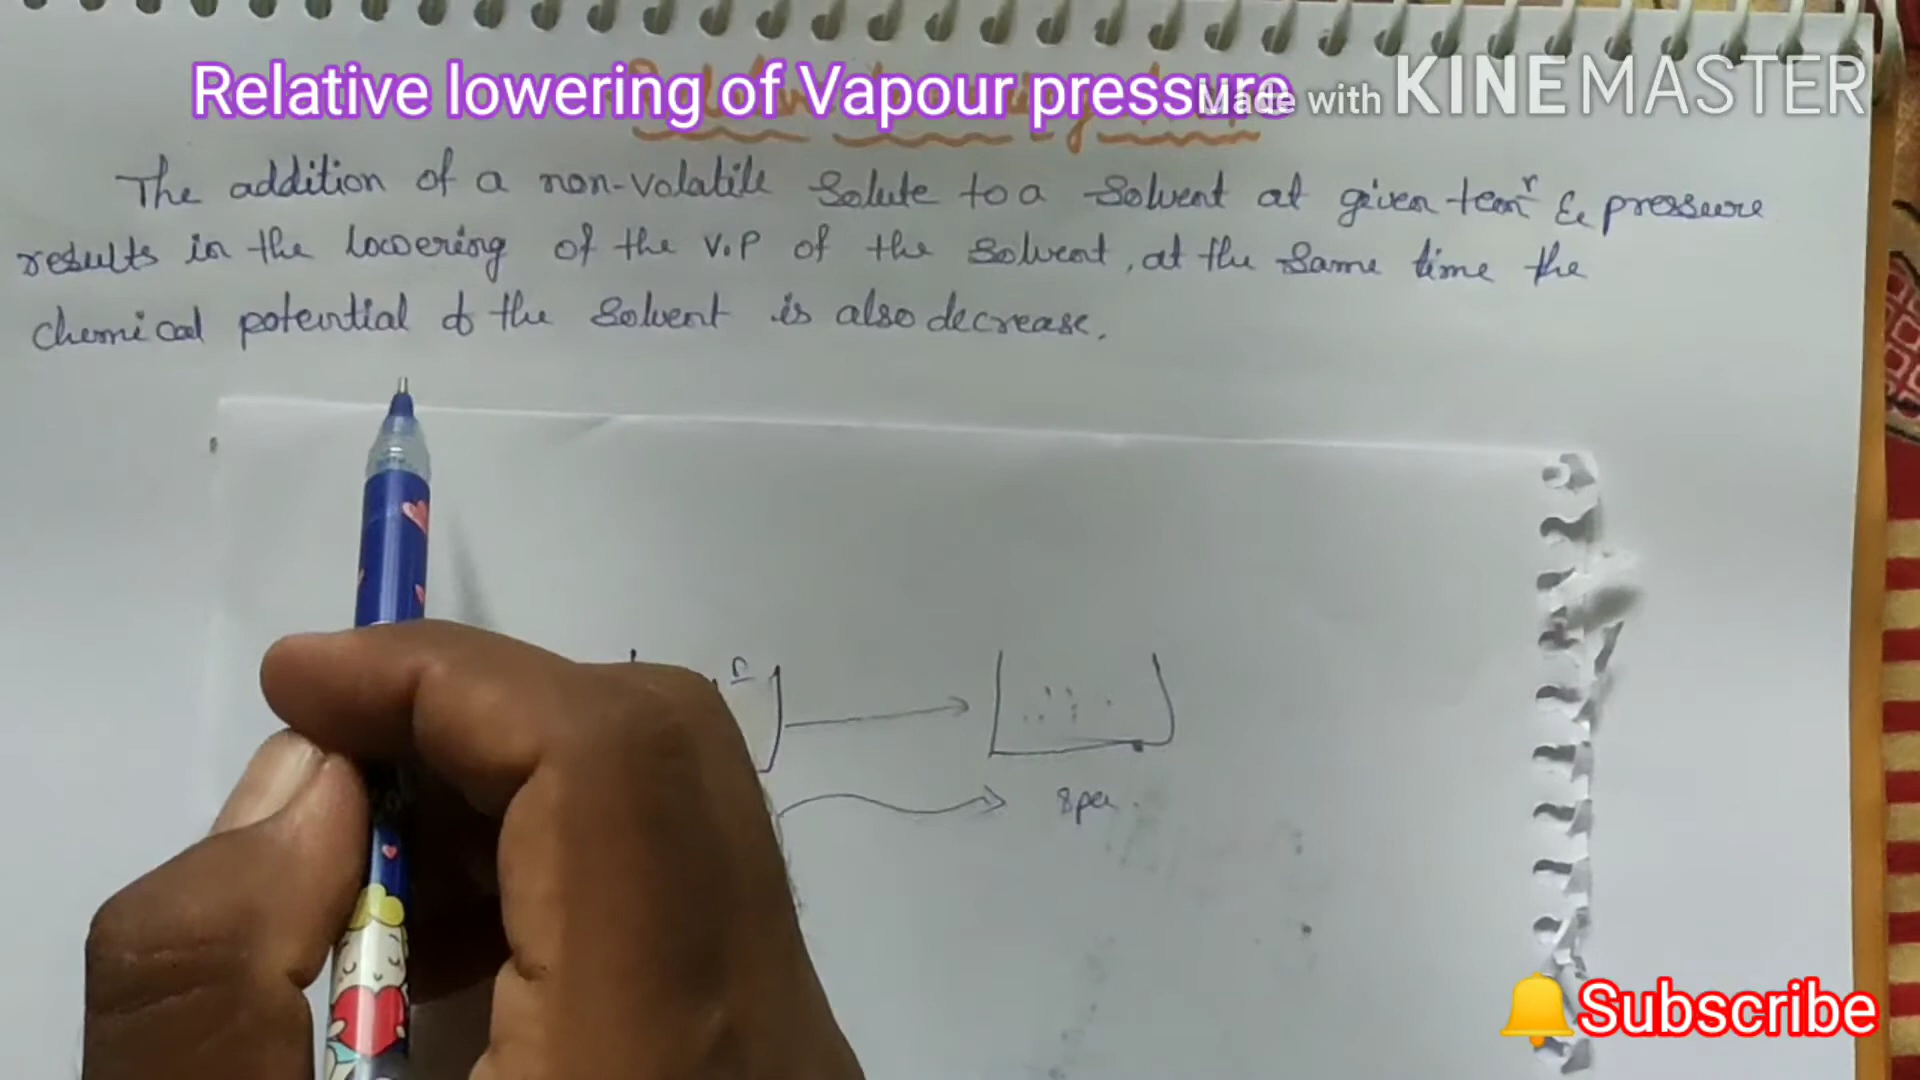 Relative lowering of Vapour pressure
Made with KINEMASTER
The addition of a non-volatile solute to a solvent at given temr & pressure
results in the lowering of the V.P of the solvent, at the same time the
chemical potential of the solvent is also decrease.
Subscribe